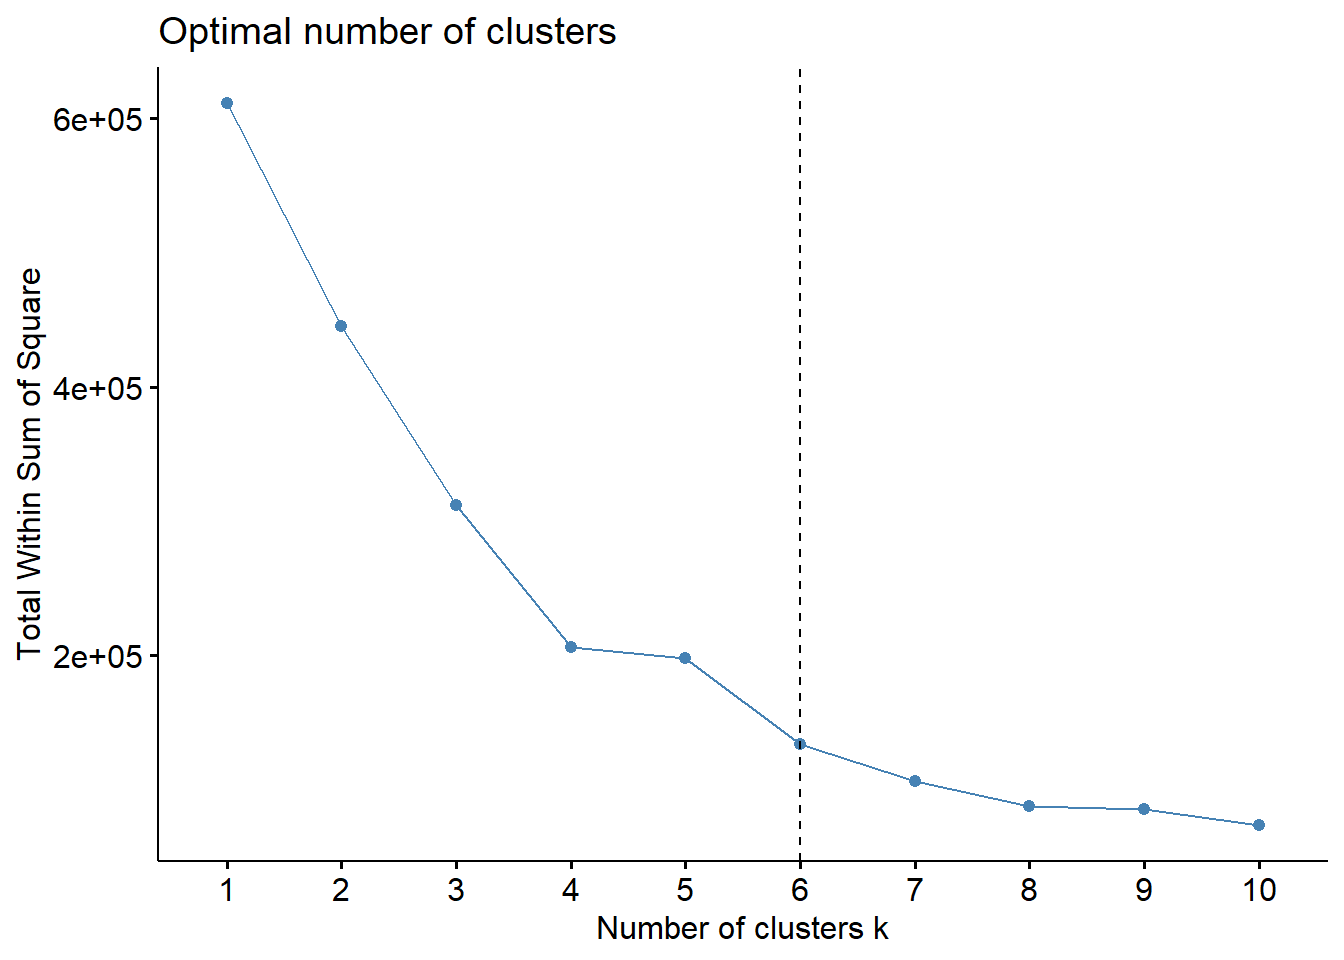 Optimal number of clusters
Total Within Sum of Square
6e+05
4e+05
2e+05
1 2 3 4 5 6 7 8 9 10
Number of clusters k